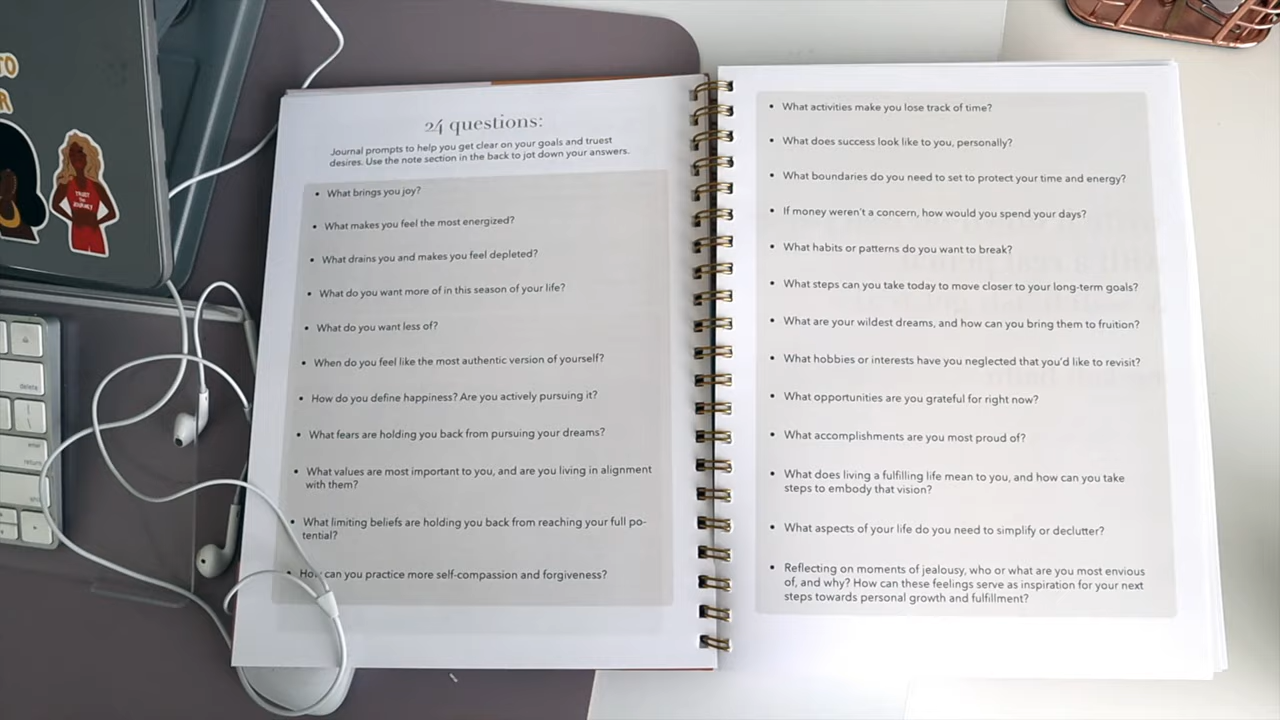 24 questions:
Journal prompts to help you get clear on your goals and truest
desires. Use the note section in the back to jot down your answers.
• What brings you joy?
• What makes you feel the most energized?
• What drains you and makes you feel depleted?
• What do you want more of in this season of your life?
• What do you want less of?
• When do you feel like the most authentic version of yourself?
• How do you define happiness? Are you actively pursuing it?
• What fears are holding you back from pursuing your dreams?
• What values are most important to you, and are you living in alignment
with them?
• What limiting beliefs are holding you back from reaching your full po-
tential?
• How can you practice more self-compassion and forgiveness?
• What activities make you lose track of time?
• What does success look like to you, personally?
• What boundaries do you need to set to protect your time and energy?
• If money weren't a concern, how would you spend your days?
• What habits or patterns do you want to break?
• What steps can you take today to move closer to your long-term goals?
• What are your wildest dreams, and how can you bring them to fruition?
• What hobbies or interests have you neglected that you'd like to revisit?
• What opportunities are you grateful for right now?
• What accomplishments are you most proud of?
• What does living a fulfilling life mean to you, and how can you take
steps to embody that vision?
• What aspects of your life do you need to simplify or declutter?
• Reflecting on moments of jealousy, who or what are you most envious
of, and why? How can these feelings serve as inspiration for your next
steps towards personal growth and fulfillment?
TRUST
THE
JOURNEY
delete
enter
return